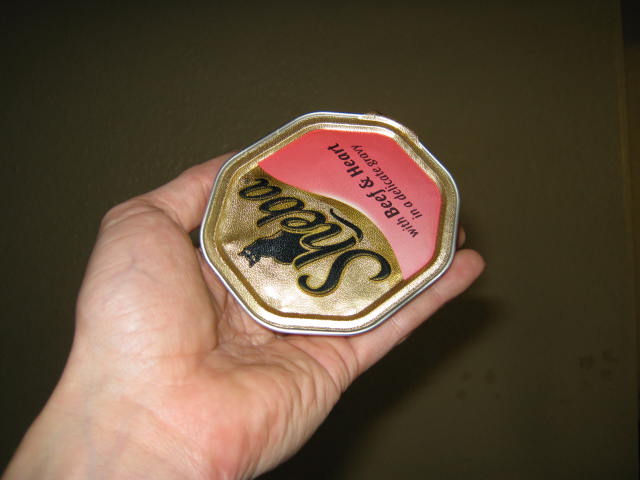 Sheba
with Beef & Heart
in a delicate gravy